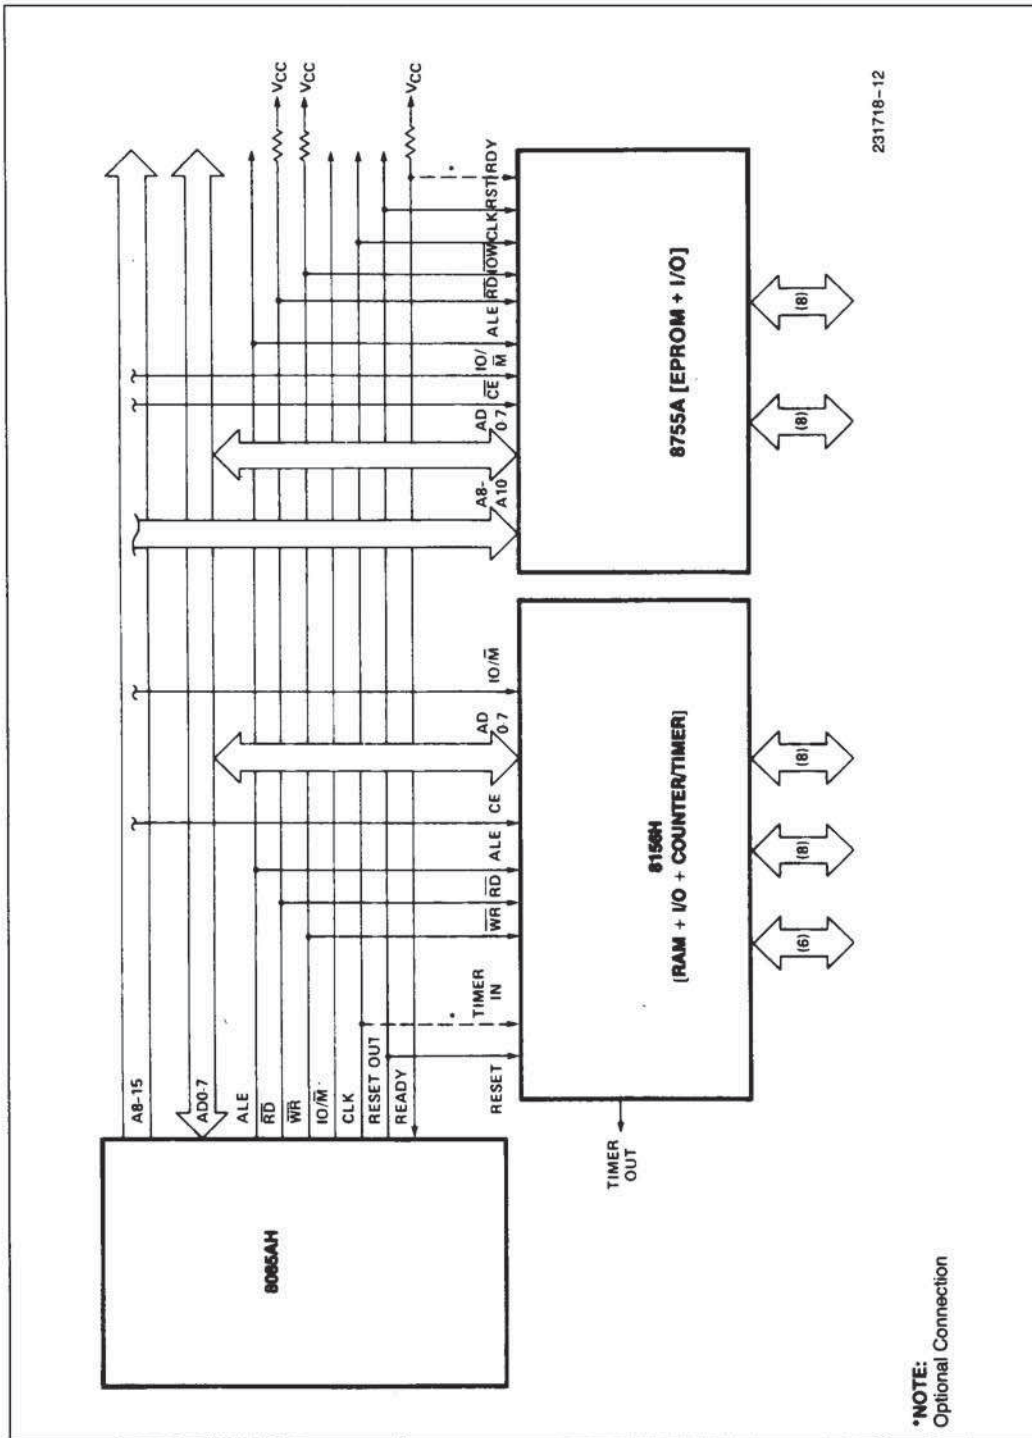 8085AH
A8-15
AD0-7
ALE
RD
WR
IO/M
CLK
RESET OUT
READY
VCC
VCC
VCC
RESET
TIMER
IN
*
WR
RD
ALE
CE
AD
0-7
IO/M
A8-
A10
AD
0-7
CE
IO/
M
ALE
RD
IOW
CLK
RST
RDY
*
TIMER
OUT
8156H
[RAM + I/O + COUNTER/TIMER]
(6)
(8)
(8)
8755A [EPROM + I/O]
(8)
(8)
231718-12
*NOTE:
Optional Connection